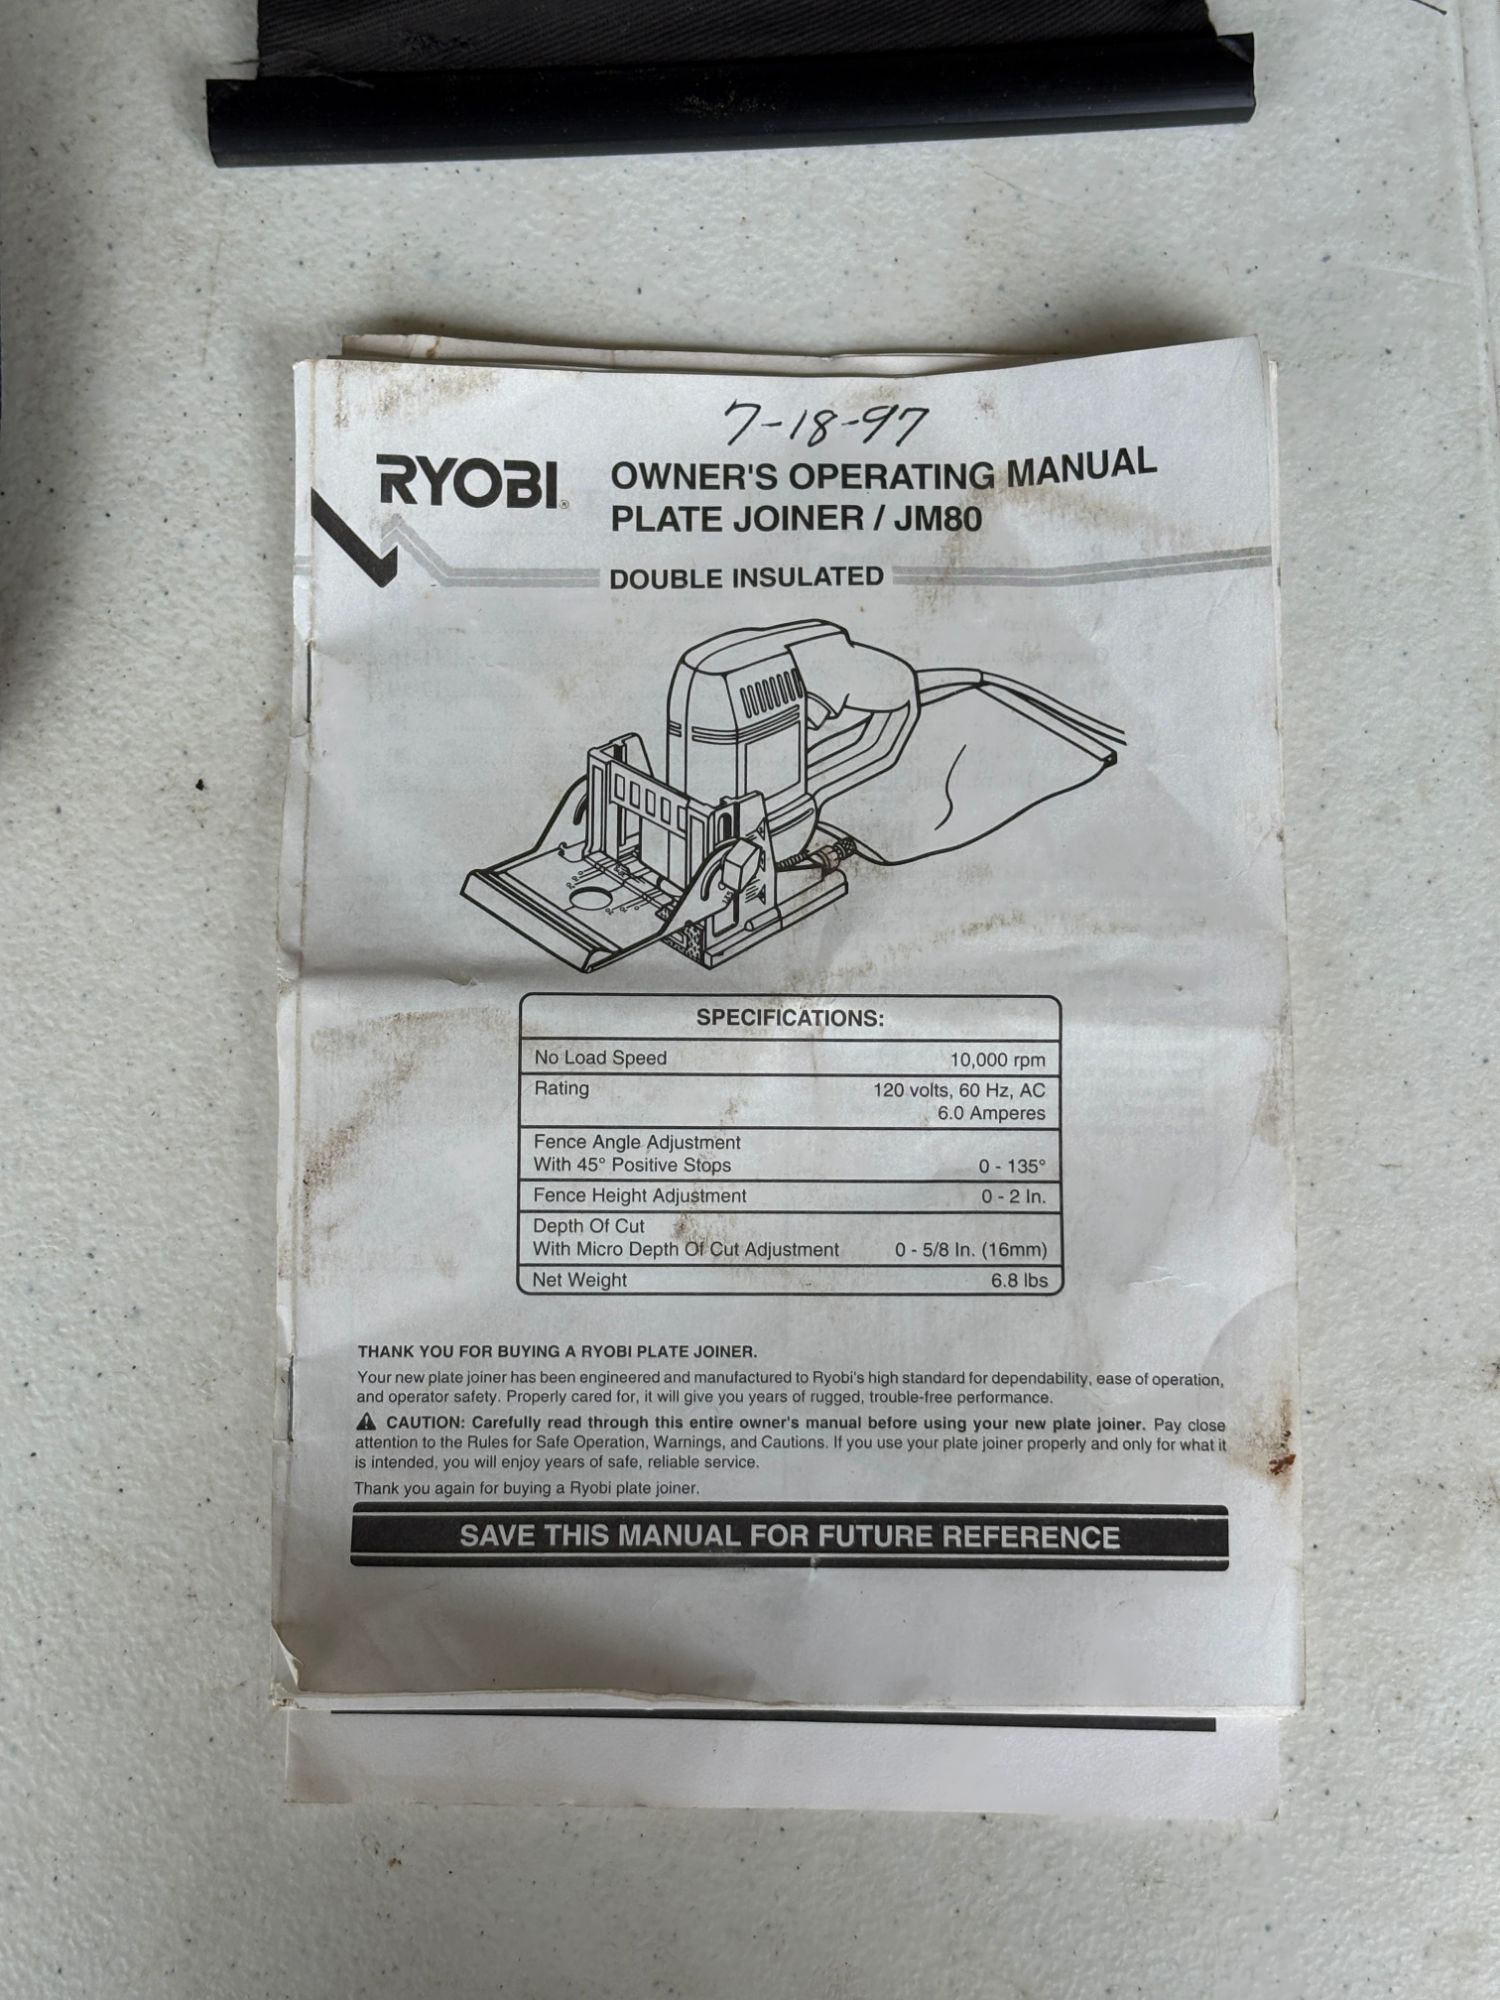 7-18-97
RYOBI®
OWNER'S OPERATING MANUAL
PLATE JOINER / JM80
DOUBLE INSULATED
SPECIFICATIONS:
No Load Speed 10,000 rpm
Rating 120 volts, 60 Hz, AC
6.0 Amperes
Fence Angle Adjustment
With 45° Positive Stops 0 - 135°
Fence Height Adjustment 0 - 2 In.
Depth Of Cut
With Micro Depth Of Cut Adjustment 0 - 5/8 In. (16mm)
Net Weight 6.8 lbs
THANK YOU FOR BUYING A RYOBI PLATE JOINER.
Your new plate joiner has been engineered and manufactured to Ryobi's high standard for dependability, ease of operation,
and operator safety. Properly cared for, it will give you years of rugged, trouble-free performance.
CAUTION: Carefully read through this entire owner's manual before using your new plate joiner. Pay close
attention to the Rules for Safe Operation, Warnings, and Cautions. If you use your plate joiner properly and only for what it
is intended, you will enjoy years of safe, reliable service.
Thank you again for buying a Ryobi plate joiner.
SAVE THIS MANUAL FOR FUTURE REFERENCE